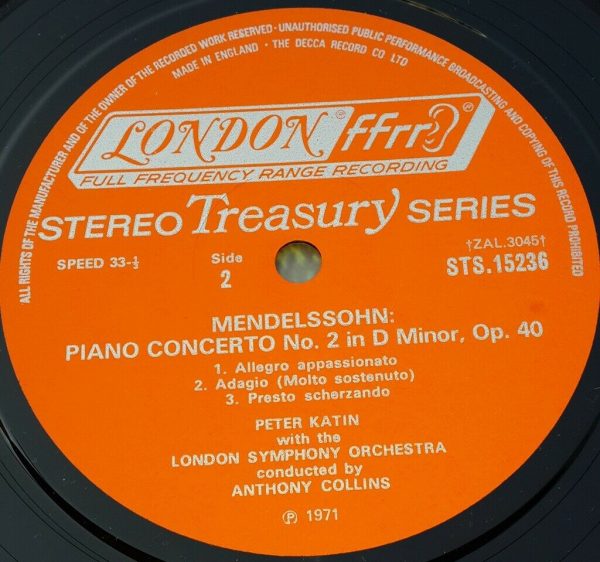 ALL RIGHTS OF THE MANUFACTURER AND OF THE OWNER OF THE RECORDED WORK RESERVED · UNAUTHORISED PUBLIC PERFORMANCE BROADCASTING AND COPYING OF THIS RECORD PROHIBITED
MADE IN ENGLAND · THE DECCA RECORD CO LTD
LONDON ® ffrr ®
FULL FREQUENCY RANGE RECORDING
STEREO Treasury SERIES
SPEED 33-⅓
Side
2
†ZAL.3045†
STS.15236
MENDELSSOHN:
PIANO CONCERTO No. 2 in D Minor, Op. 40
1. Allegro appassionato
2. Adagio (Molto sostenuto)
3. Presto scherzando
PETER KATIN
with the
LONDON SYMPHONY ORCHESTRA
conducted by
ANTHONY COLLINS
℗ 1971